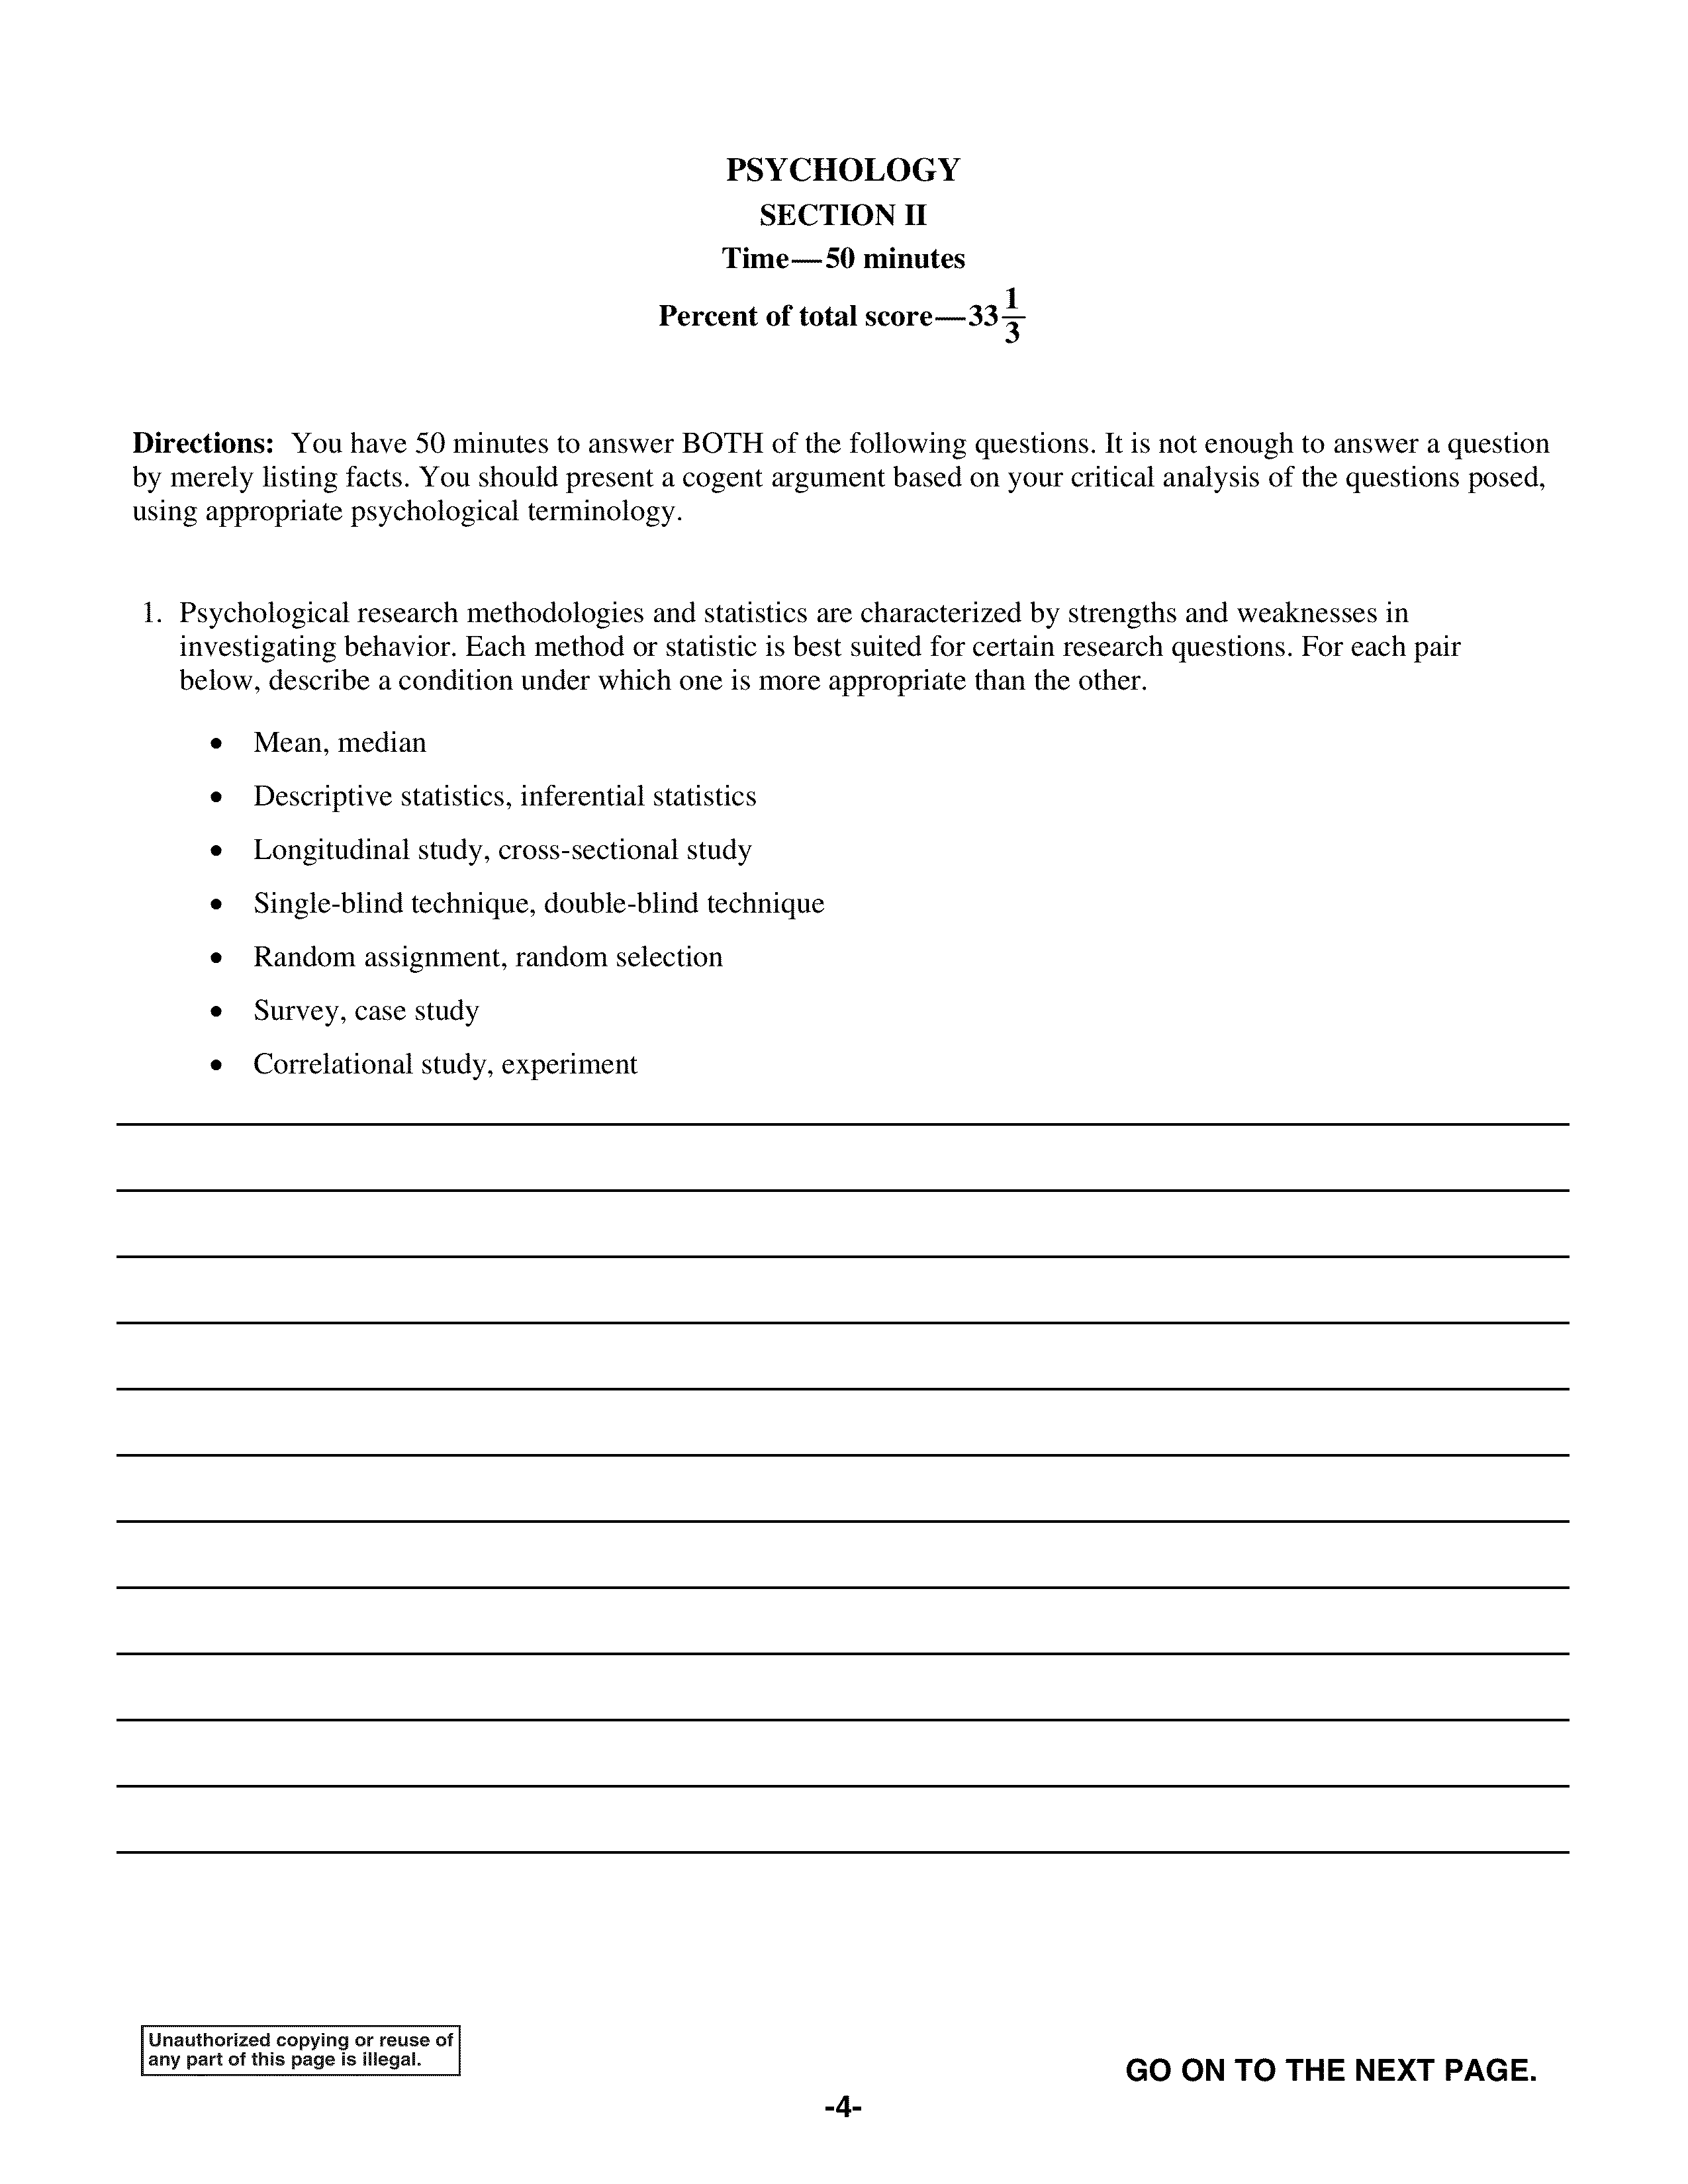 PSYCHOLOGY
SECTION II
Time—50 minutes
Percent of total score—33 1/3
Directions: You have 50 minutes to answer BOTH of the following questions. It is not enough to answer a question
by merely listing facts. You should present a cogent argument based on your critical analysis of the questions posed,
using appropriate psychological terminology.
1. Psychological research methodologies and statistics are characterized by strengths and weaknesses in
investigating behavior. Each method or statistic is best suited for certain research questions. For each pair
below, describe a condition under which one is more appropriate than the other.
• Mean, median
• Descriptive statistics, inferential statistics
• Longitudinal study, cross-sectional study
• Single-blind technique, double-blind technique
• Random assignment, random selection
• Survey, case study
• Correlational study, experiment
Unauthorized copying or reuse of
any part of this page is illegal.
GO ON TO THE NEXT PAGE.
-4-